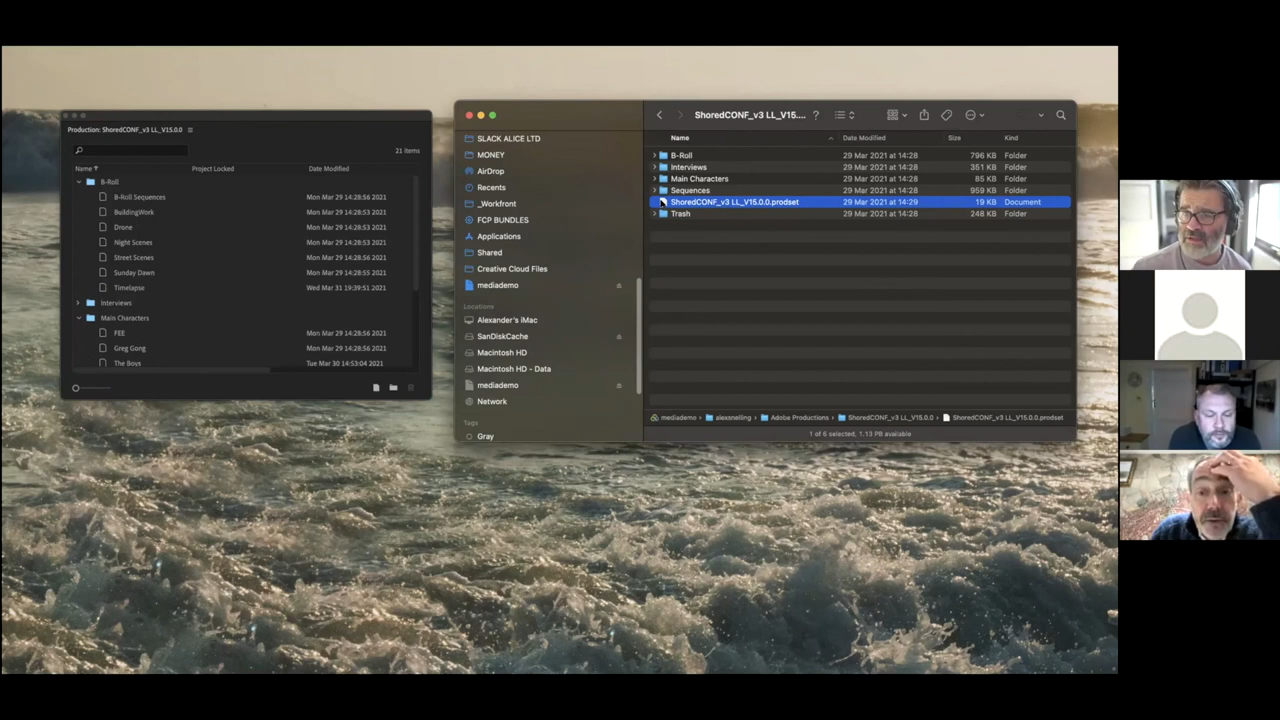 Production: ShoredCONF_v3 LL_V15.0.0
21 items
Name Project Locked Date Modified
B-Roll
B-Roll Sequences Mon Mar 29 14:28:56 2021
BuildingWork Mon Mar 29 14:28:56 2021
Drone Mon Mar 29 14:28:55 2021
Night Scenes Mon Mar 29 14:28:55 2021
Street Scenes Mon Mar 29 14:28:56 2021
Sunday Dawn Mon Mar 29 14:28:55 2021
Timelapse Wed Mar 31 19:39:51 2021
Interviews
Main Characters
FEE Mon Mar 29 14:28:56 2021
Greg Gong Mon Mar 29 14:28:56 2021
The Boys Tue Mar 30 14:53:04 2021
SLACK ALICE LTD
MONEY
AirDrop
Recents
_Workfront
FCP BUNDLES
Applications
Shared
Creative Cloud Files
mediademo
Locations
Alexander's iMac
SanDiskCache
Macintosh HD
Macintosh HD - Data
mediademo
Network
Tags
Gray
ShoredCONF_v3 LL_V15.... ?
Name Date Modified Size Kind
B-Roll 29 Mar 2021 at 14:28 796 KB Folder
Interviews 29 Mar 2021 at 14:28 351 KB Folder
Main Characters 29 Mar 2021 at 14:28 85 KB Folder
Sequences 29 Mar 2021 at 14:28 959 KB Folder
ShoredCONF_v3 LL_V15.0.0.prodset 29 Mar 2021 at 14:29 19 KB Document
Trash 29 Mar 2021 at 14:28 248 KB Folder
mediademo › alexsnelling › Adobe Productions › ShoredCONF_v3 LL_V15.0.0 › ShoredCONF_v3 LL_V15.0.0.prodset
1 of 6 selected, 1.13 PB available